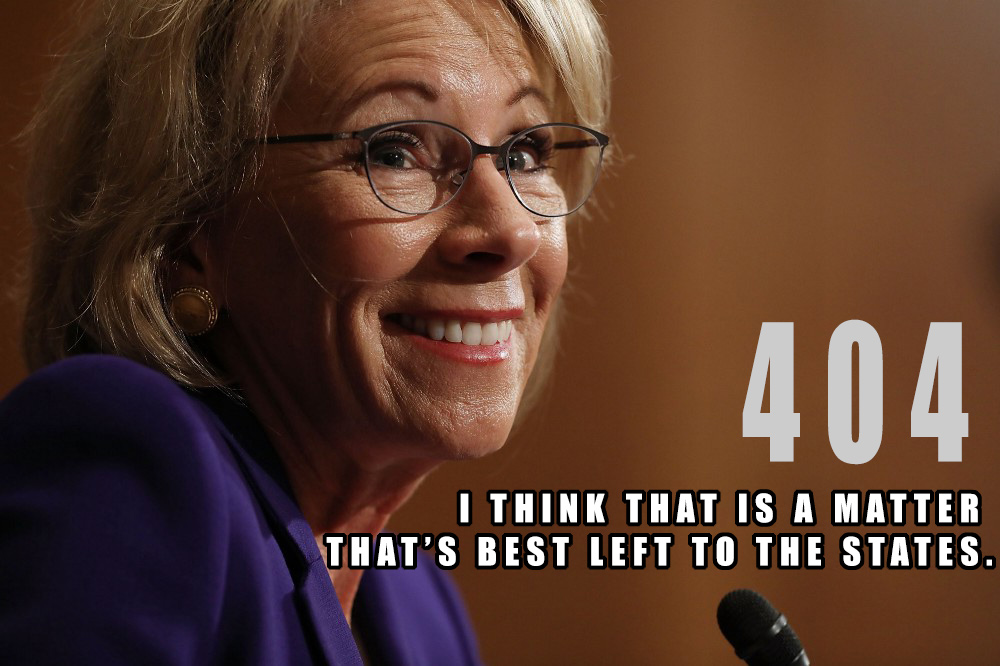 404
I THINK THAT IS A MATTER
THAT'S BEST LEFT TO THE STATES.